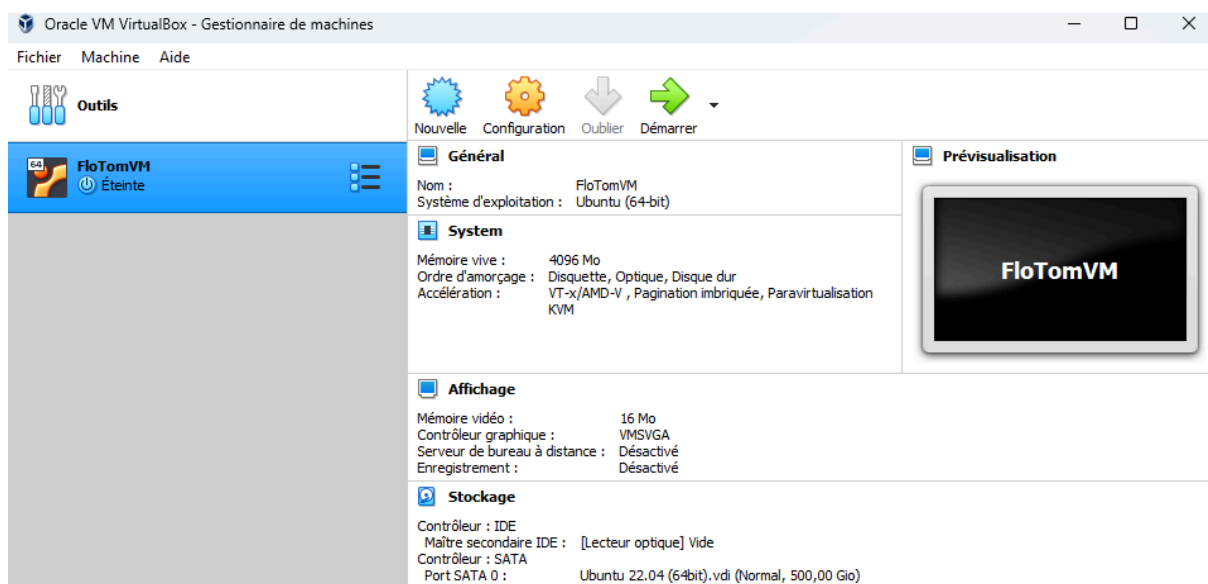 Oracle VM VirtualBox - Gestionnaire de machines
Fichier Machine Aide
Outils
Nouvelle Configuration Oublier Démarrer
64
FloTomVM
Éteinte
Général
Nom : FloTomVM
Système d'exploitation : Ubuntu (64-bit)
Prévisualisation
FloTomVM
System
Mémoire vive : 4096 Mo
Ordre d'amorçage : Disquette, Optique, Disque dur
Accélération : VT-x/AMD-V , Pagination imbriquée, Paravirtualisation
KVM
Affichage
Mémoire vidéo : 16 Mo
Contrôleur graphique : VMSVGA
Serveur de bureau à distance : Désactivé
Enregistrement : Désactivé
Stockage
Contrôleur : IDE
Maître secondaire IDE : [Lecteur optique] Vide
Contrôleur : SATA
Port SATA 0 : Ubuntu 22.04 (64bit).vdi (Normal, 500,00 Gio)